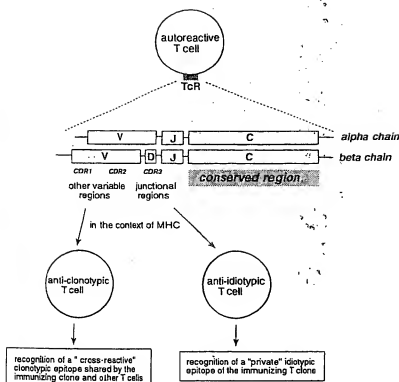 autoreactive
T cell
TcR
V J C alpha chain
V D J C beta chain
CDR1 CDR2 CDR3 conserved region
other variable junctional
regions regions
in the context of MHC
anti-clonotypic
T cell
anti-idiotypic
T cell
recognition of a "cross-reactive"
clonotypic epitope shared by the
immunizing clone and other T cells
recognition of a "private" idiotypic
epitope of the immunizing T clone